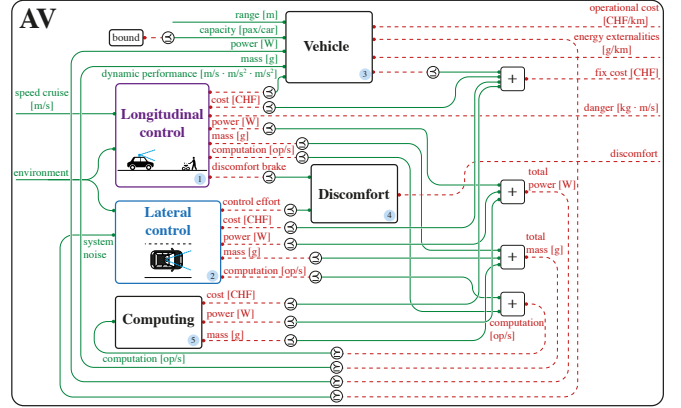 AV
range [m]
capacity [pax/car]
power [W]
mass [g]
dynamic performance [m/s · m/s² · m/s²]
bound
Vehicle
3
operational cost
[CHF/km]
energy externalities
[g/km]
fix cost [CHF]
danger [kg · m/s]
discomfort
speed cruise
[m/s]
environment
Longitudinal
control
1
cost [CHF]
power [W]
mass [g]
computation [op/s]
discomfort brake
Discomfort
4
Lateral
control
2
control effort
cost [CHF]
power [W]
mass [g]
computation [op/s]
system
noise
Computing
5
cost [CHF]
power [W]
mass [g]
computation [op/s]
+
total
power [W]
+
total
mass [g]
+
+
computation
[op/s]